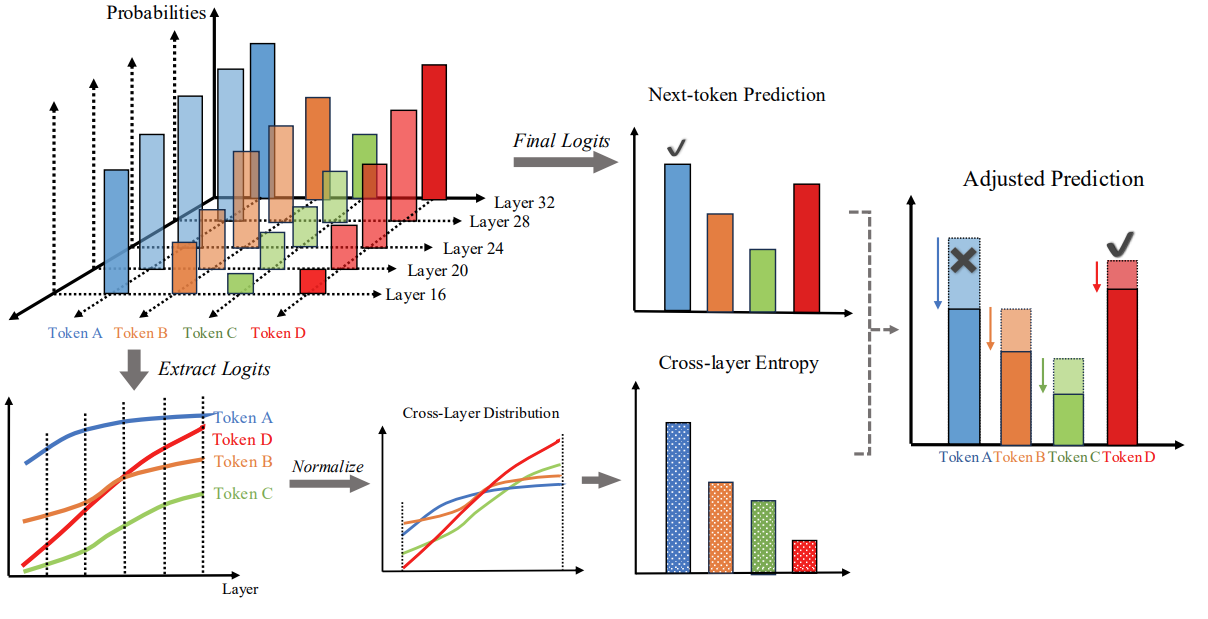 Probabilities
Layer 32
Layer 28
Layer 24
Layer 20
Layer 16
Token A Token B Token C Token D
Extract Logits
Final Logits
Next-token Prediction
Token A
Token D
Token B
Token C
Layer
Normalize
Cross-Layer Distribution
Cross-layer Entropy
Adjusted Prediction
Token A Token B Token C Token D